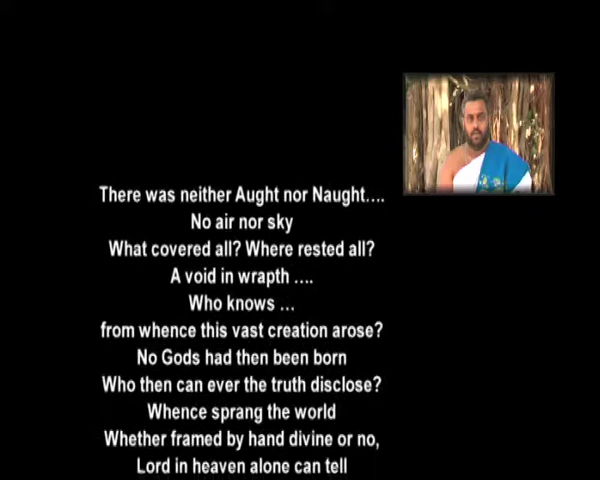 There was neither Aught nor Naught....
No air nor sky
What covered all? Where rested all?
A void in wrapth ....
Who knows ...
from whence this vast creation arose?
No Gods had then been born
Who then can ever the truth disclose?
Whence sprang the world
Whether framed by hand divine or no,
Lord in heaven alone can tell